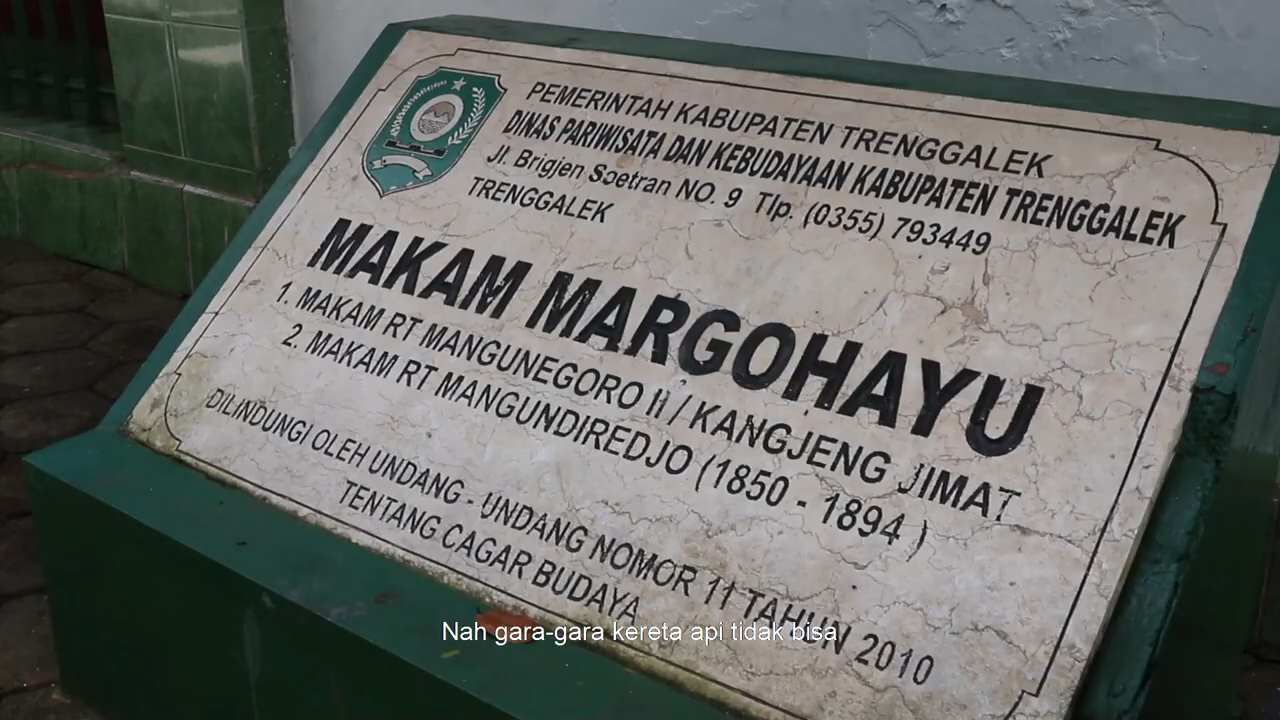 PEMERINTAH KABUPATEN TRENGGALEK
DINAS PARIWISATA DAN KEBUDAYAAN KABUPATEN TRENGGALEK
Jl. Brigjen Soetran NO. 9 Tlp. (0355) 793449
TRENGGALEK
MAKAM MARGOHAYU
1. MAKAM RT MANGUNEGORO II / KANGJENG JIMAT
2. MAKAM RT MANGUNDIREDJO (1850 - 1894 )
DILINDUNGI OLEH UNDANG - UNDANG NOMOR 11 TAHUN 2010
TENTANG CAGAR BUDAYA
Nah gara-gara kereta api tidak bisa